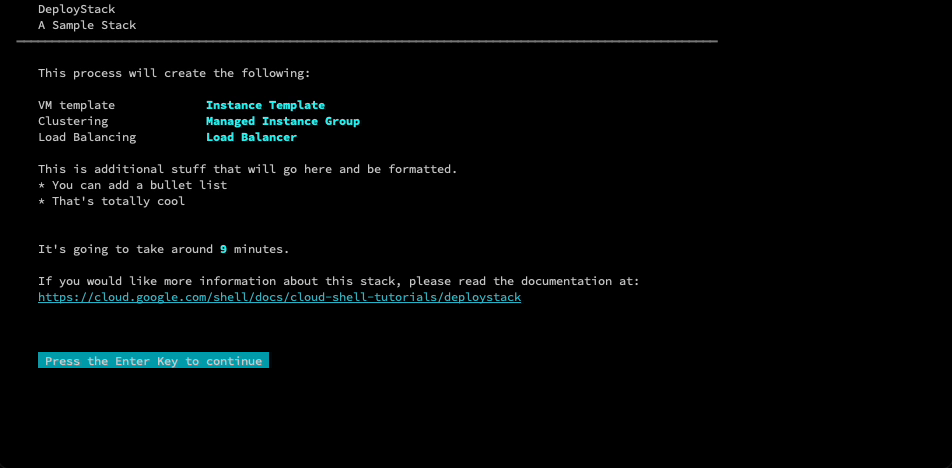 DeployStack
A Sample Stack
This process will create the following:
VM template Instance Template
Clustering Managed Instance Group
Load Balancing Load Balancer
This is additional stuff that will go here and be formatted.
* You can add a bullet list
* That's totally cool
It's going to take around 9 minutes.
If you would like more information about this stack, please read the documentation at:
https://cloud.google.com/shell/docs/cloud-shell-tutorials/deploystack
Press the Enter Key to continue